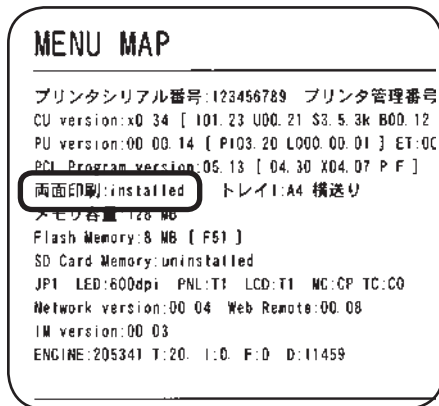 MENU MAP
プリンタシリアル番号:123456789 プリンタ管理番号
CU version:x0 34 [ I01.23 U00.21 S3.5.3k B00.12
PU version:00 00.14 [ PI03.20 L000.00.01 ] ET:00
PCL Program version:05.13 [ 04.30 X04.07 P F ]
両面印刷:installed トレイ1:A4 横送り
メモリ容量:128 MB
Flash Memory:8 MB [ F51 ]
SD Card Memory:uninstalled
JP1 LED:600dpi PNL:T1 LCD:T1 MC:CP TC:C0
Network version:00 04 Web Remote:00.08
IM version:00 03
ENGINE:205341 T:20. I:0. F:0 D:11459